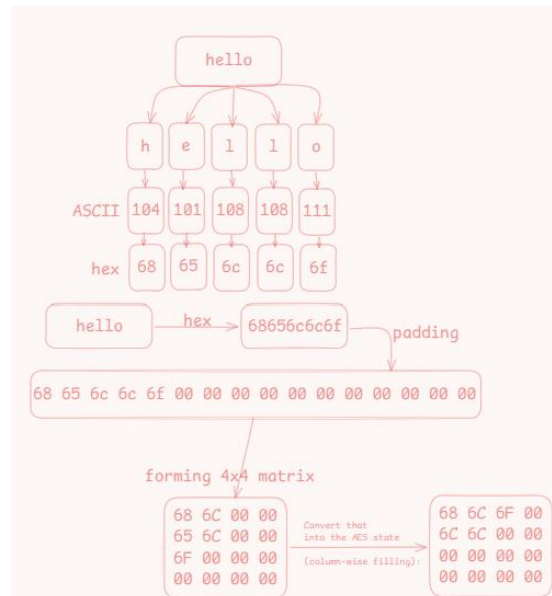 hello
h e l l o
ASCII 104 101 108 108 111
hex 68 65 6c 6c 6f
hello hex 68656c6c6f
padding
68 65 6c 6c 6f 00 00 00 00 00 00 00 00 00 00 00
forming 4x4 matrix
68 6C 00 00
65 6C 00 00
6F 00 00 00
00 00 00 00
Convert that
into the AES state
(column-wise filling):
68 6C 6F 00
6C 6C 00 00
00 00 00 00
00 00 00 00